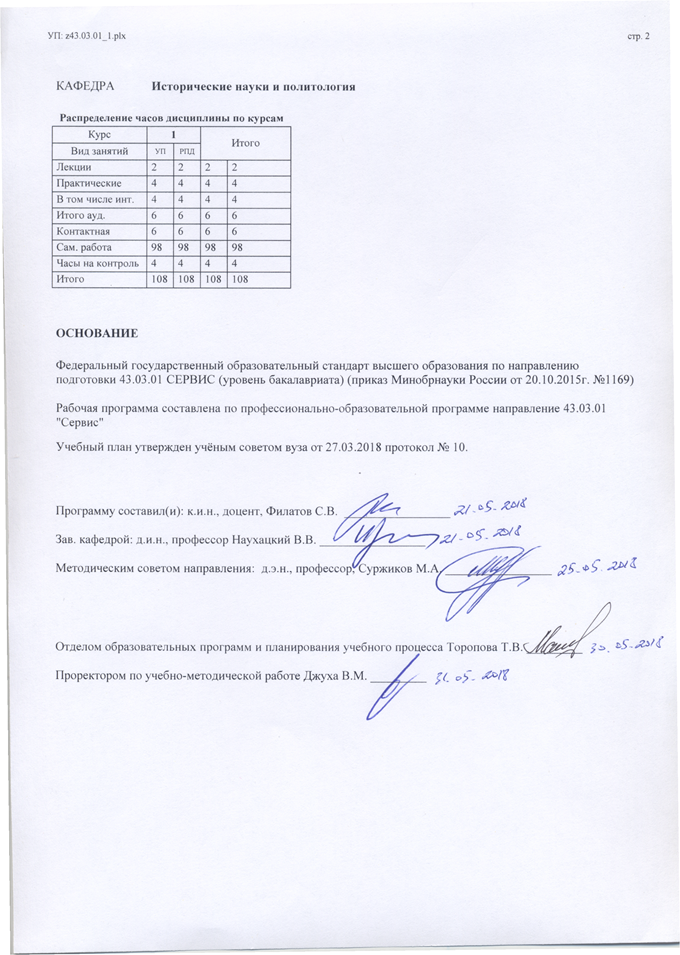 УП: z43.03.01_1.plx стр. 2
КАФЕДРА Исторические науки и политология
Распределение часов дисциплины по курсам
Курс 1 Итого
Вид занятий УП РПД
Лекции 2 2 2 2
Практические 4 4 4 4
В том числе инт. 4 4 4 4
Итого ауд. 6 6 6 6
Контактная 6 6 6 6
Сам. работа 98 98 98 98
Часы на контроль 4 4 4 4
Итого 108 108 108 108
ОСНОВАНИЕ
Федеральный государственный образовательный стандарт высшего образования по направлению
подготовки 43.03.01 СЕРВИС (уровень бакалавриата) (приказ Минобрнауки России от 20.10.2015г. №1169)
Рабочая программа составлена по профессионально-образовательной программе направление 43.03.01
"Сервис"
Учебный план утвержден учёным советом вуза от 27.03.2018 протокол № 10.
Программу составил(и): к.и.н., доцент, Филатов С.В. 21.05.2018
Зав. кафедрой: д.и.н., профессор Наухацкий В.В. 21.05.2018
Методическим советом направления: д.э.н., профессор, Суржиков М.А. 25.05.2018
Отделом образовательных программ и планирования учебного процесса Торопова Т.В. 30.05.2018
Проректором по учебно-методической работе Джуха В.М. 31.05.2018